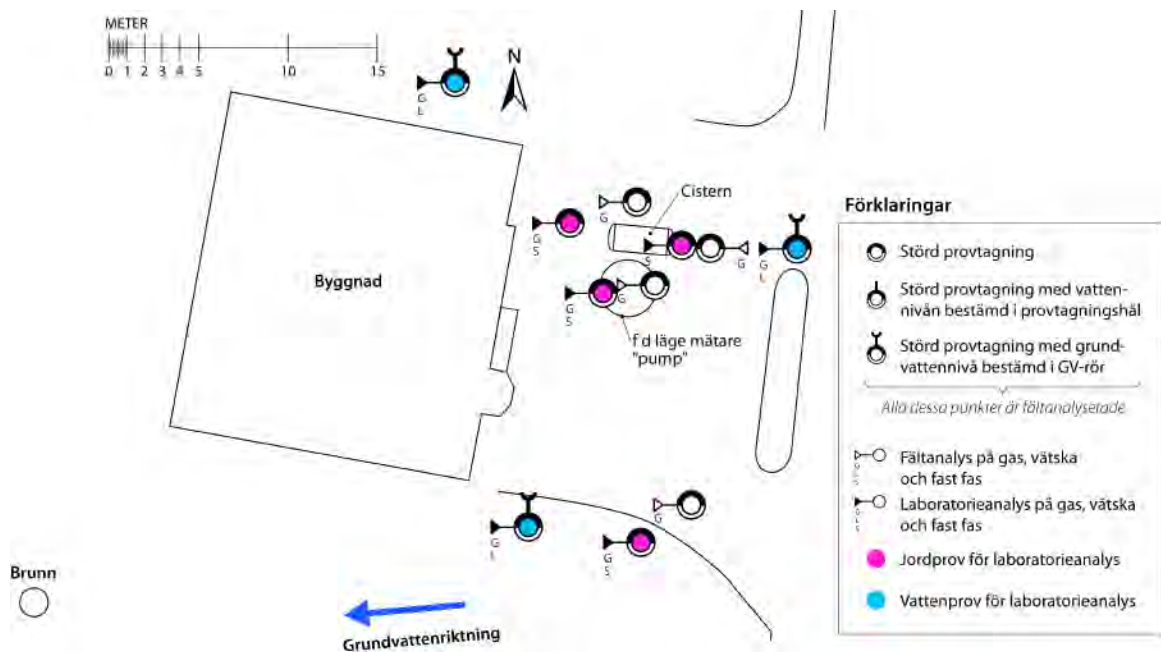 METER
0 1 2 3 4 5 10 15
N
G
L
Cistern
G
G
S
S
G
G
L
Byggnad
G
G
S
f d läge mätare
"pump"
G
L
G
G
S
Brunn
Grundvattenriktning
Förklaringar
Störd provtagning
Störd provtagning med vatten-
nivån bestämd i provtagningshål
Störd provtagning med grund-
vattennivå bestämd i GV-rör
Alla dessa punkter är fältanalysetade
G
L
S
Fältanalys på gas, vätska
och fast fas
G
L
S
Laboratorieanalys på gas, vätska
och fast fas
Jordprov för laboratorieanalys
Vattenprov för laboratorieanalys